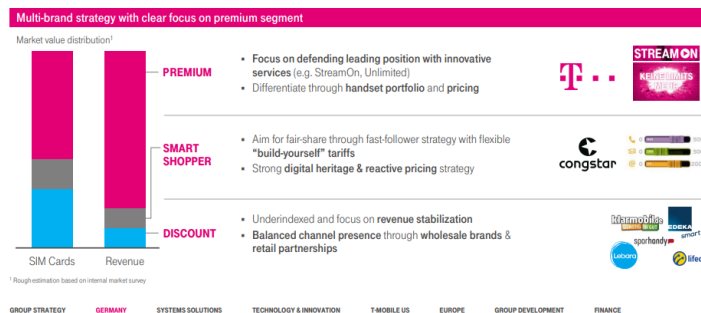 Multi-brand strategy with clear focus on premium segment
Market value distribution¹
PREMIUM
• Focus on defending leading position with innovative
services (e.g. StreamOn, Unlimited)
• Differentiate through handset portfolio and pricing
T
STREAMON
KEINE LIMITS
MEHR
SMART
SHOPPER
• Aim for fair-share through fast-follower strategy with flexible
"build-yourself" tariffs
• Strong digital heritage & reactive pricing strategy
congstar
DISCOUNT
• Underindexed and focus on revenue stabilization
• Balanced channel presence through wholesale brands &
retail partnerships
klarmobil.de
EDEKA
smart
sparhandy
Lebara
SIM Cards
Revenue
¹ Rough estimation based on internal market survey
GROUP STRATEGY
GERMANY
SYSTEMS SOLUTIONS
TECHNOLOGY & INNOVATION
T-MOBILE US
EUROPE
GROUP DEVELOPMENT
FINANCE